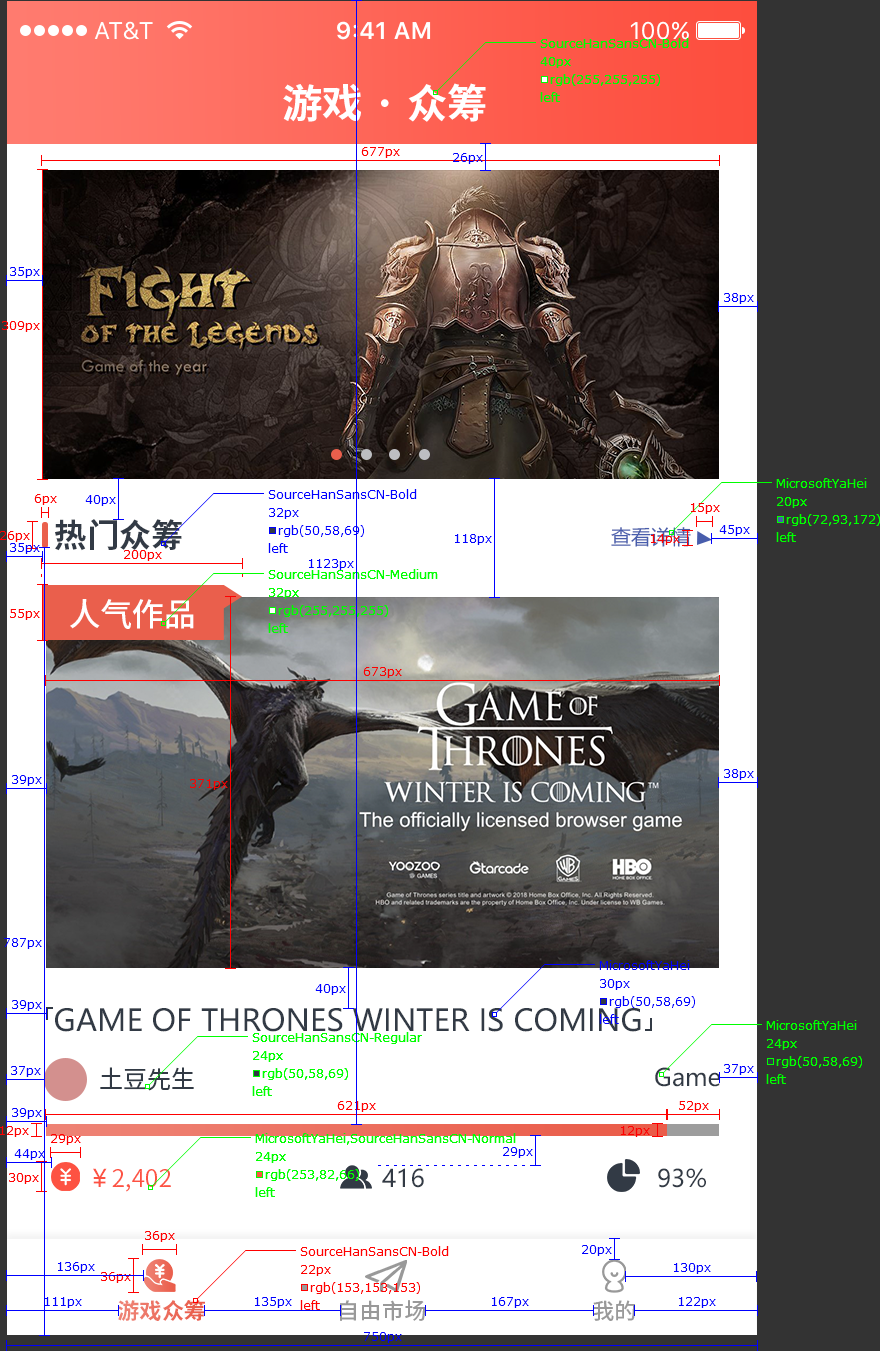 AT&T
9:41 AM
100%
SourceHanSansCN-Bold
40px
rgb(255,255,255)
left
游戏 · 众筹
677px
26px
35px
309px
38px
FIGHT
OF THE LEGENDS
Game of the year
MicrosoftYaHei
20px
rgb(72,93,172)
left
6px
40px
SourceHanSansCN-Bold
32px
rgb(50,58,69)
left
118px
15px
45px
26px
热门众筹
查看详情
14px
35px
200px
1123px
SourceHanSansCN-Medium
32px
rgb(255,255,255)
left
55px
人气作品
673px
GAME OF
THRONES
WINTER IS COMING™
The officially licensed browser game
39px
371px
38px
YOOZOO
@ GAMES
Gtarcade
WB
GAMES
HBO
HOME BOX OFFICE
Game of Thrones series title and artwork © 2018 Home Box Office, Inc. All Rights Reserved.
HBO and related trademarks are the property of Home Box Office, Inc. Under license to WB Games.
787px
MicrosoftYaHei
30px
rgb(50,58,69)
left
40px
39px
「GAME OF THRONES WINTER IS COMING」
SourceHanSansCN-Regular
24px
rgb(50,58,69)
left
MicrosoftYaHei
24px
rgb(50,58,69)
left
37px
土豆先生
Game
37px
39px
621px
52px
12px
12px
29px
MicrosoftYaHei,SourceHanSansCN-Normal
24px
rgb(253,82,66)
left
44px
29px
30px
¥
¥2,402
416
93%
36px
20px
SourceHanSansCN-Bold
22px
rgb(153,153,153)
left
136px
36px
¥
130px
111px
游戏众筹
135px
自由市场
167px
我的
122px
750px